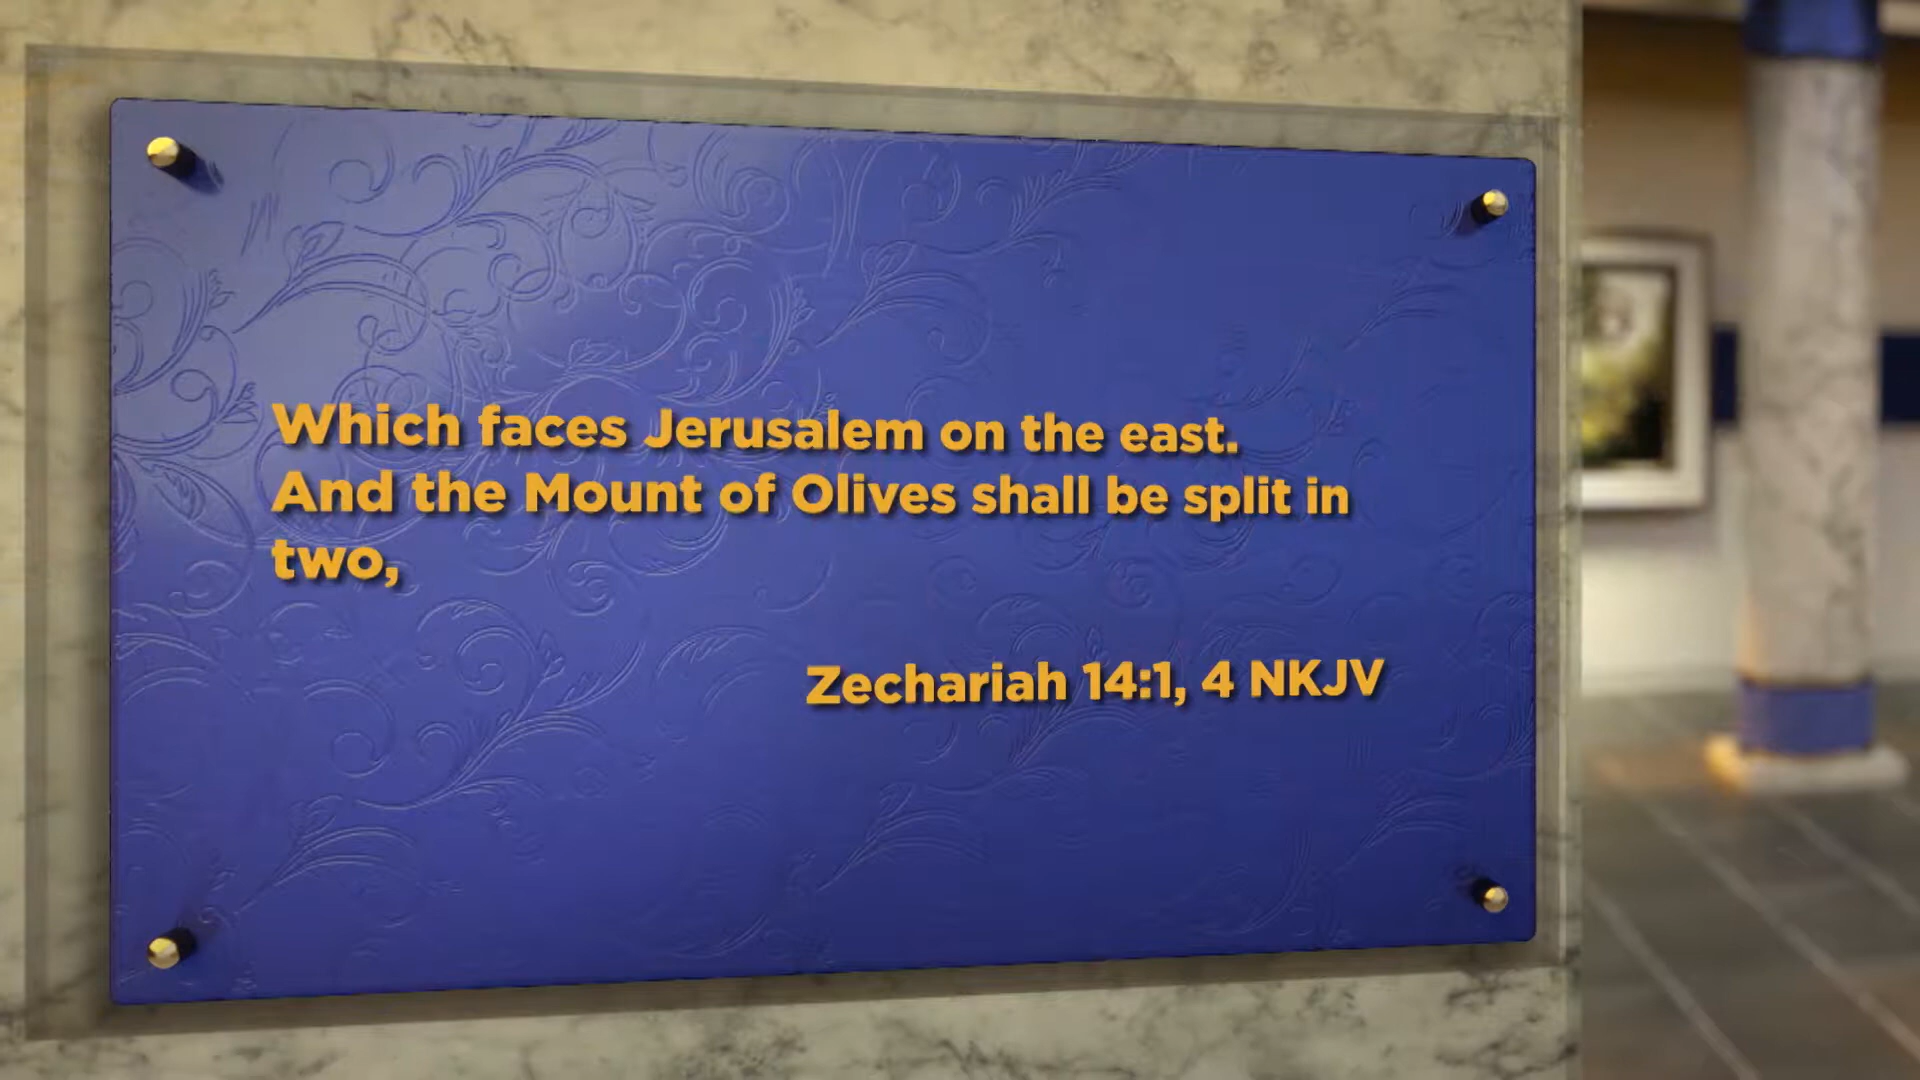 Which faces Jerusalem on the east.
And the Mount of Olives shall be split in
two,
Zechariah 14:1, 4 NKJV